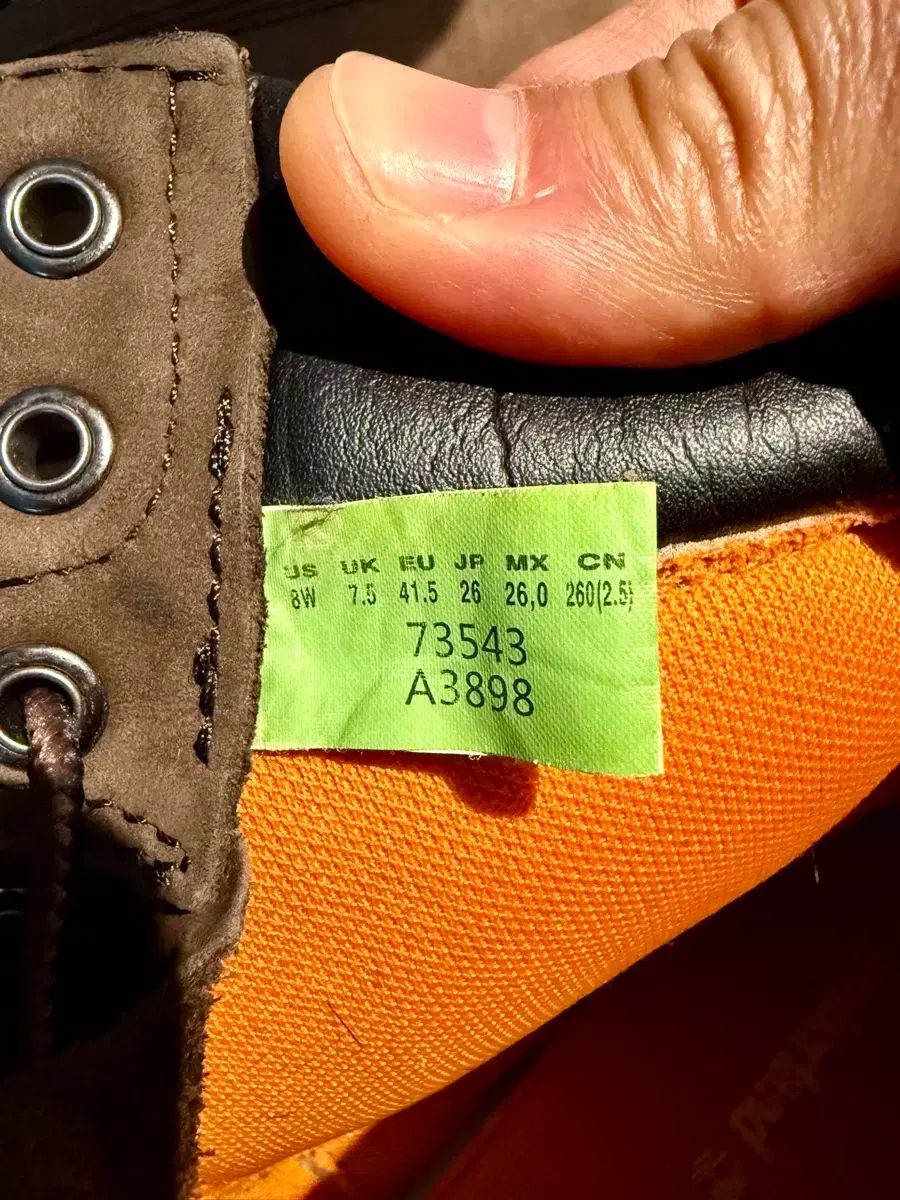 US UK EU JP MX CN
8W 7.5 41.5 26 26,0 260(2.5)
73543
A3898